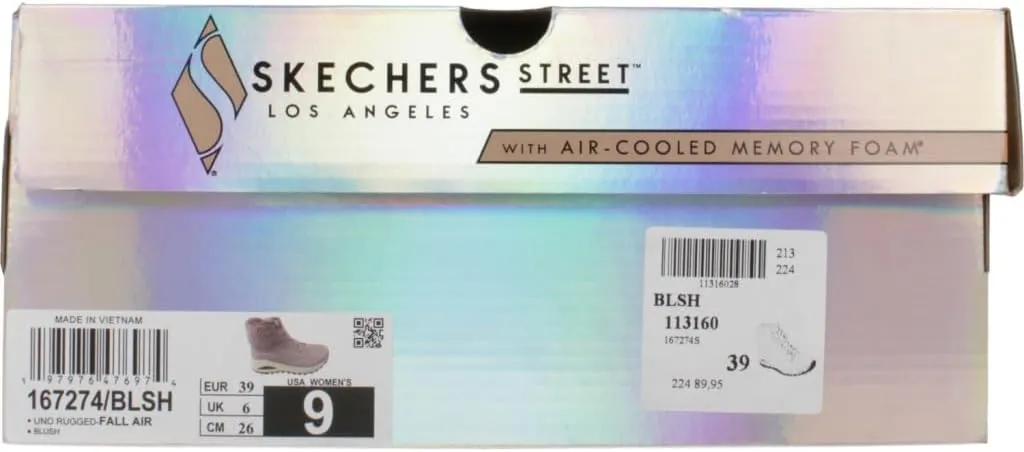 SKECHERS STREET™
LOS ANGELES
WITH AIR-COOLED MEMORY FOAM®
®
213
224
11316028
BLSH
113160
167274S
39
224 89,95
MADE IN VIETNAM
1 97976 47697 4
167274/BLSH
• UNO RUGGED-FALL AIR
• BLUSH
EUR 39
UK 6
CM 26
USA WOMEN'S
9